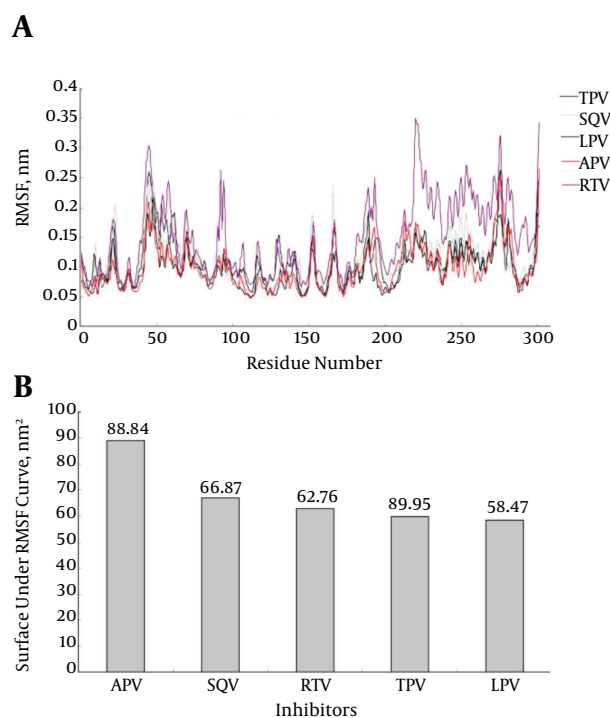 A
0.4
0.35
0.3
0.25
0.2
0.15
0.1
0.05
0
RMSF, nm
TPV
SQV
LPV
APV
RTV
0 50 100 150 200 250 300
Residue Number
B
100
90
80
70
60
50
40
30
20
10
0
Surface Under RMSF Curve, nm²
88.84 66.87 62.76 89.95 58.47
APV SQV RTV TPV LPV
Inhibitors